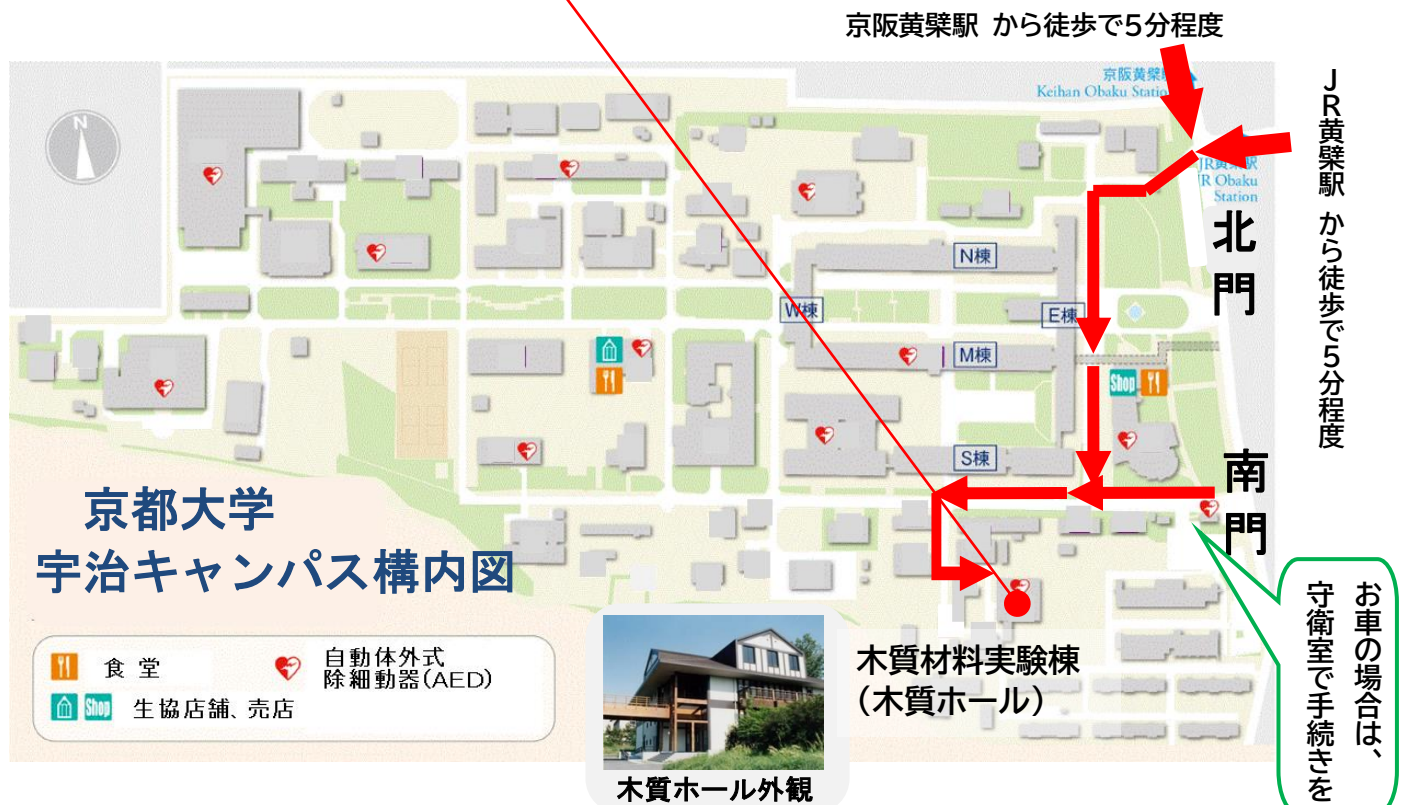 京阪黄檗駅 から徒歩で5分程度
京阪黄檗駅
Keihan Obaku Station
JR黄檗駅 から徒歩で5分程度
JR黄檗駅
JR Obaku
Station
N
北門
N棟
W棟
E棟
M棟
Shop
S棟
南門
京都大学
宇治キャンパス構内図
お車の場合は、
守衛室で手続きを
食堂
自動体外式
除細動器(AED)
Shop
生協店舗、売店
木質材料実験棟
(木質ホール)
木質ホール外観